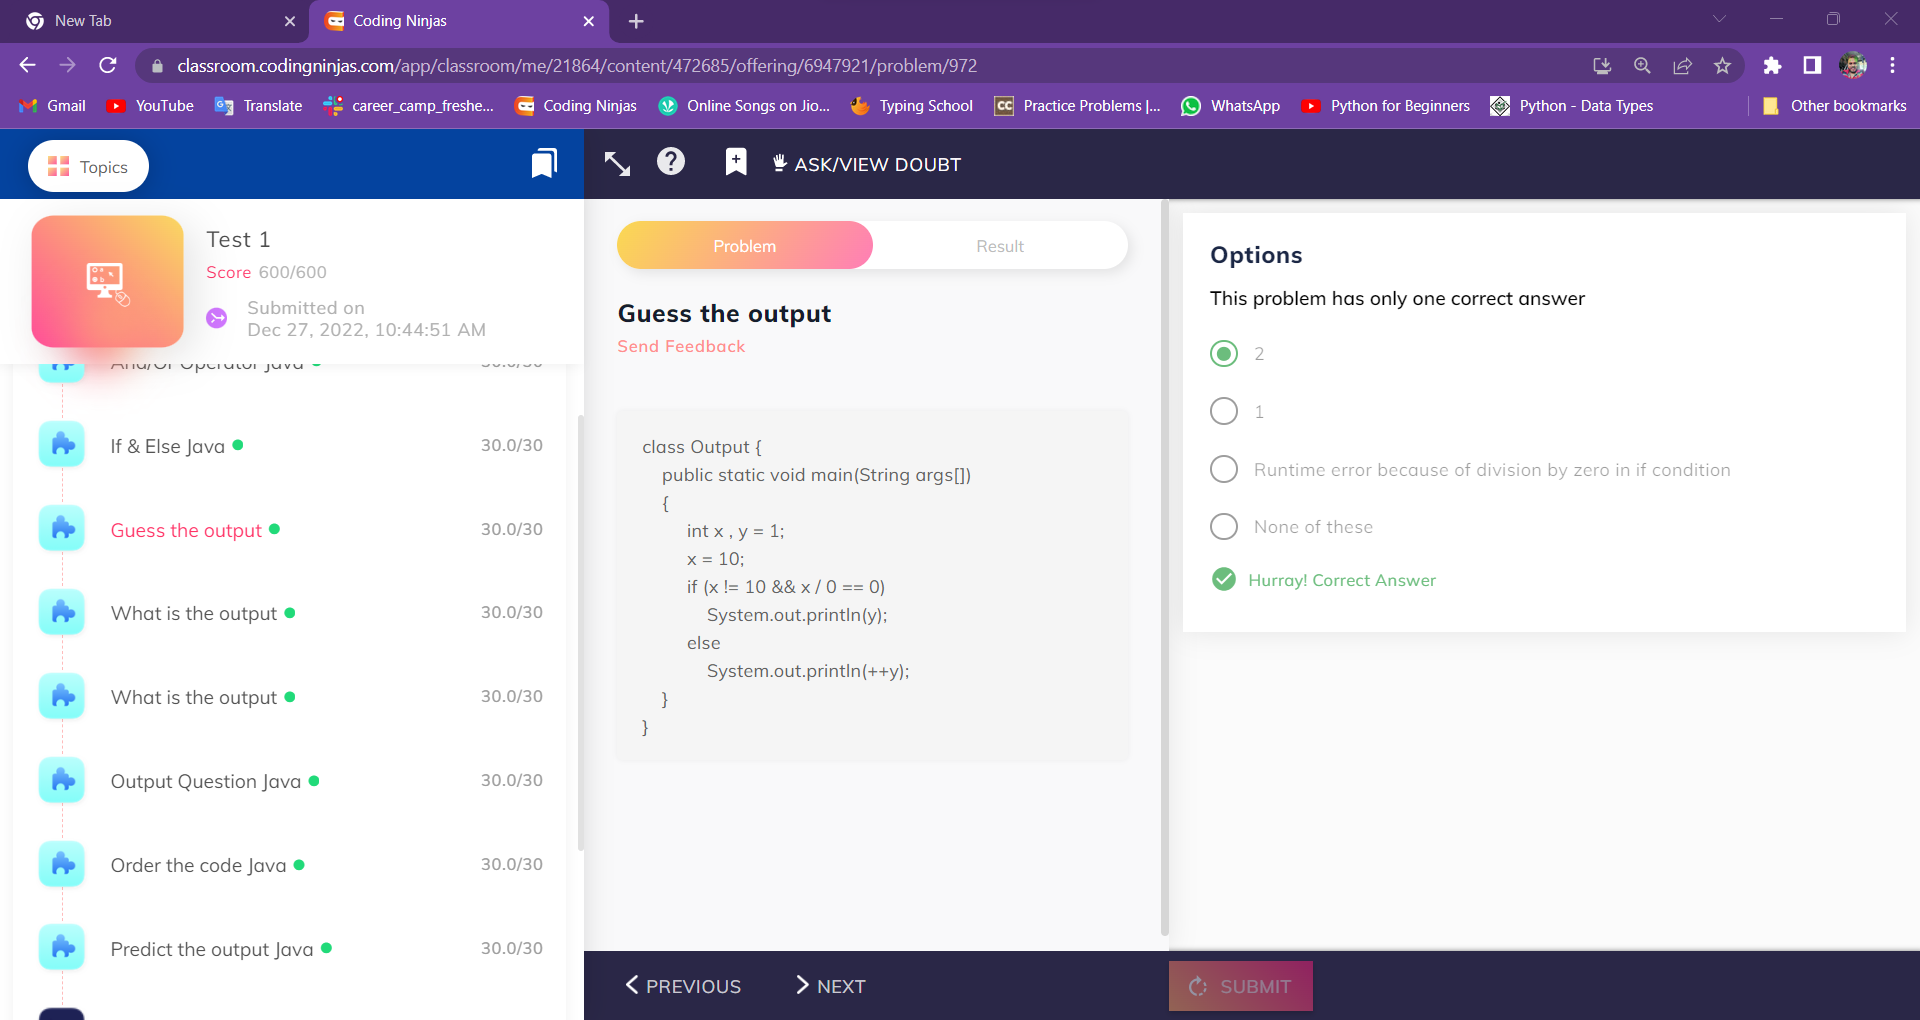 New Tab
Coding Ninjas
classroom.codingninjas.com/app/classroom/me/21864/content/472685/offering/6947921/problem/972
Gmail
YouTube
Translate
career_camp_freshe...
Coding Ninjas
Online Songs on Jio...
Typing School
CC
Practice Problems |...
WhatsApp
Python for Beginners
Python - Data Types
Other bookmarks
Topics
ASK/VIEW DOUBT
Test 1
Score 600/600
Submitted on
Dec 27, 2022, 10:44:51 AM
And/Or Operator Java
30.0/30
If & Else Java
30.0/30
Guess the output
30.0/30
What is the output
30.0/30
What is the output
30.0/30
Output Question Java
30.0/30
Order the code Java
30.0/30
Predict the output Java
30.0/30
Problem
Result
Guess the output
Send Feedback
class Output {
public static void main(String args[])
{
int x , y = 1;
x = 10;
if (x != 10 && x / 0 == 0)
System.out.println(y);
else
System.out.println(++y);
}
}
PREVIOUS
NEXT
Options
This problem has only one correct answer
2
1
Runtime error because of division by zero in if condition
None of these
Hurray! Correct Answer
SUBMIT